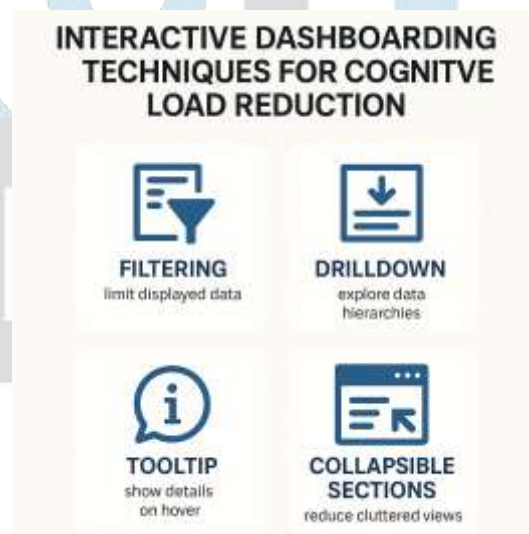 INTERACTIVE DASHBOARDING
TECHNIQUES FOR COGNITVE
LOAD REDUCTION
FILTERING
limit displayed data
DRILLDOWN
explore data
hierarchies
i
TOOLTIP
show details
on hover
COLLAPSIBLE
SECTIONS
reduce cluttered views